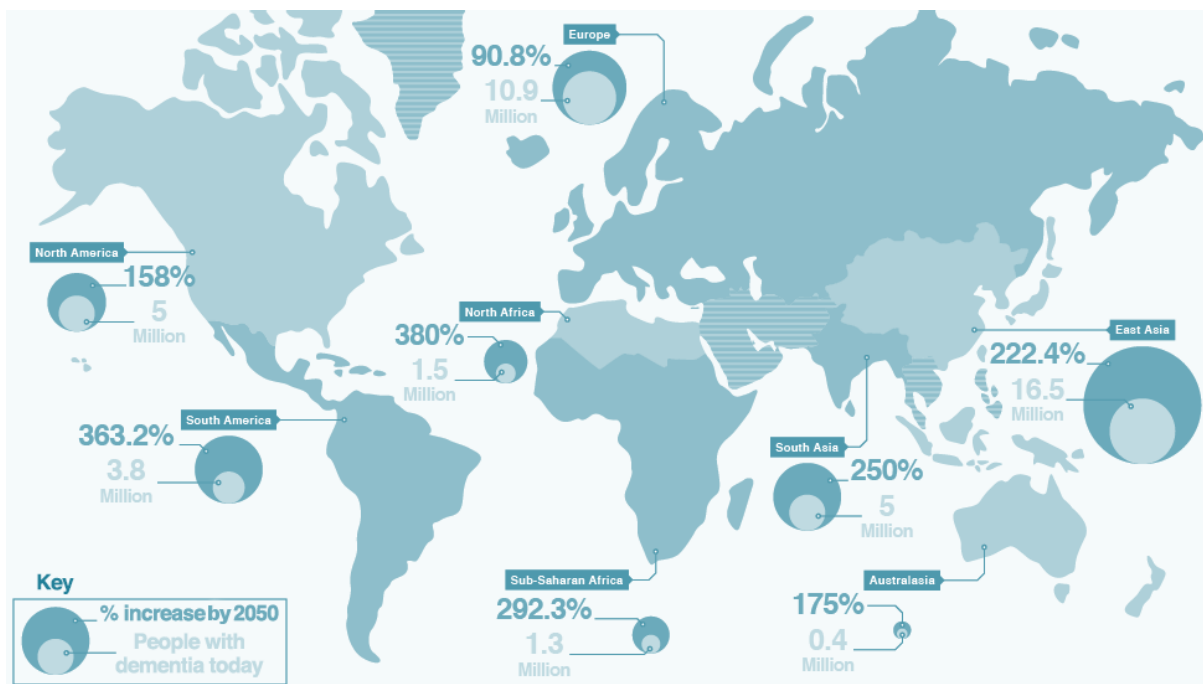 Europe
90.8%
10.9
Million
North America
158%
5
Million
North Africa
380%
1.5
Million
East Asia
222.4%
16.5
Million
South America
363.2%
3.8
Million
South Asia
250%
5
Million
Sub-Saharan Africa
292.3%
1.3
Million
Australasia
175%
0.4
Million
Key
% increase by 2050
People with
dementia today